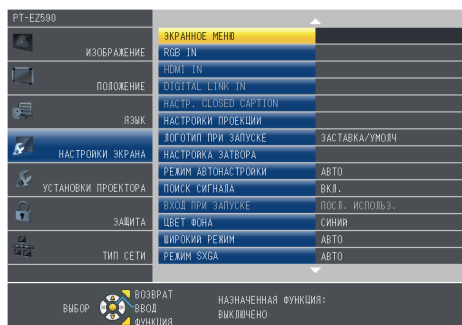 PT-EZ590
ИЗОБРАЖЕНИЕ
ПОЛОЖЕНИЕ
ЯЗЫК
НАСТРОЙКИ ЭКРАНА
УСТАНОВКИ ПРОЕКТОРА
ЗАЩИТА
ТИП СЕТИ
ЭКРАННОЕ МЕНЮ
RGB IN
HDMI IN
DIGITAL LINK IN
НАСТР. CLOSED CAPTION
НАСТРОЙКИ ПРОЕКЦИИ
ЛОГОТИП ПРИ ЗАПУСКЕ ЗАСТАВКА/УМОЛЧ
НАСТРОЙКА ЗАТВОРА
РЕЖИМ АВТОНАСТРОЙКИ АВТО
ПОИСК СИГНАЛА ВКЛ.
ВХОД ПРИ ЗАПУСКЕ ПОСЛ. ИСПОЛЬЗ.
ЦВЕТ ФОНА СИНИЙ
ШИРОКИЙ РЕЖИМ АВТО
РЕЖИМ SXGA АВТО
ВЫБОР
ВОЗВРАТ
ВВОД
ФУНКЦИЯ
НАЗНАЧЕННАЯ ФУНКЦИЯ:
ВЫКЛЮЧЕНО